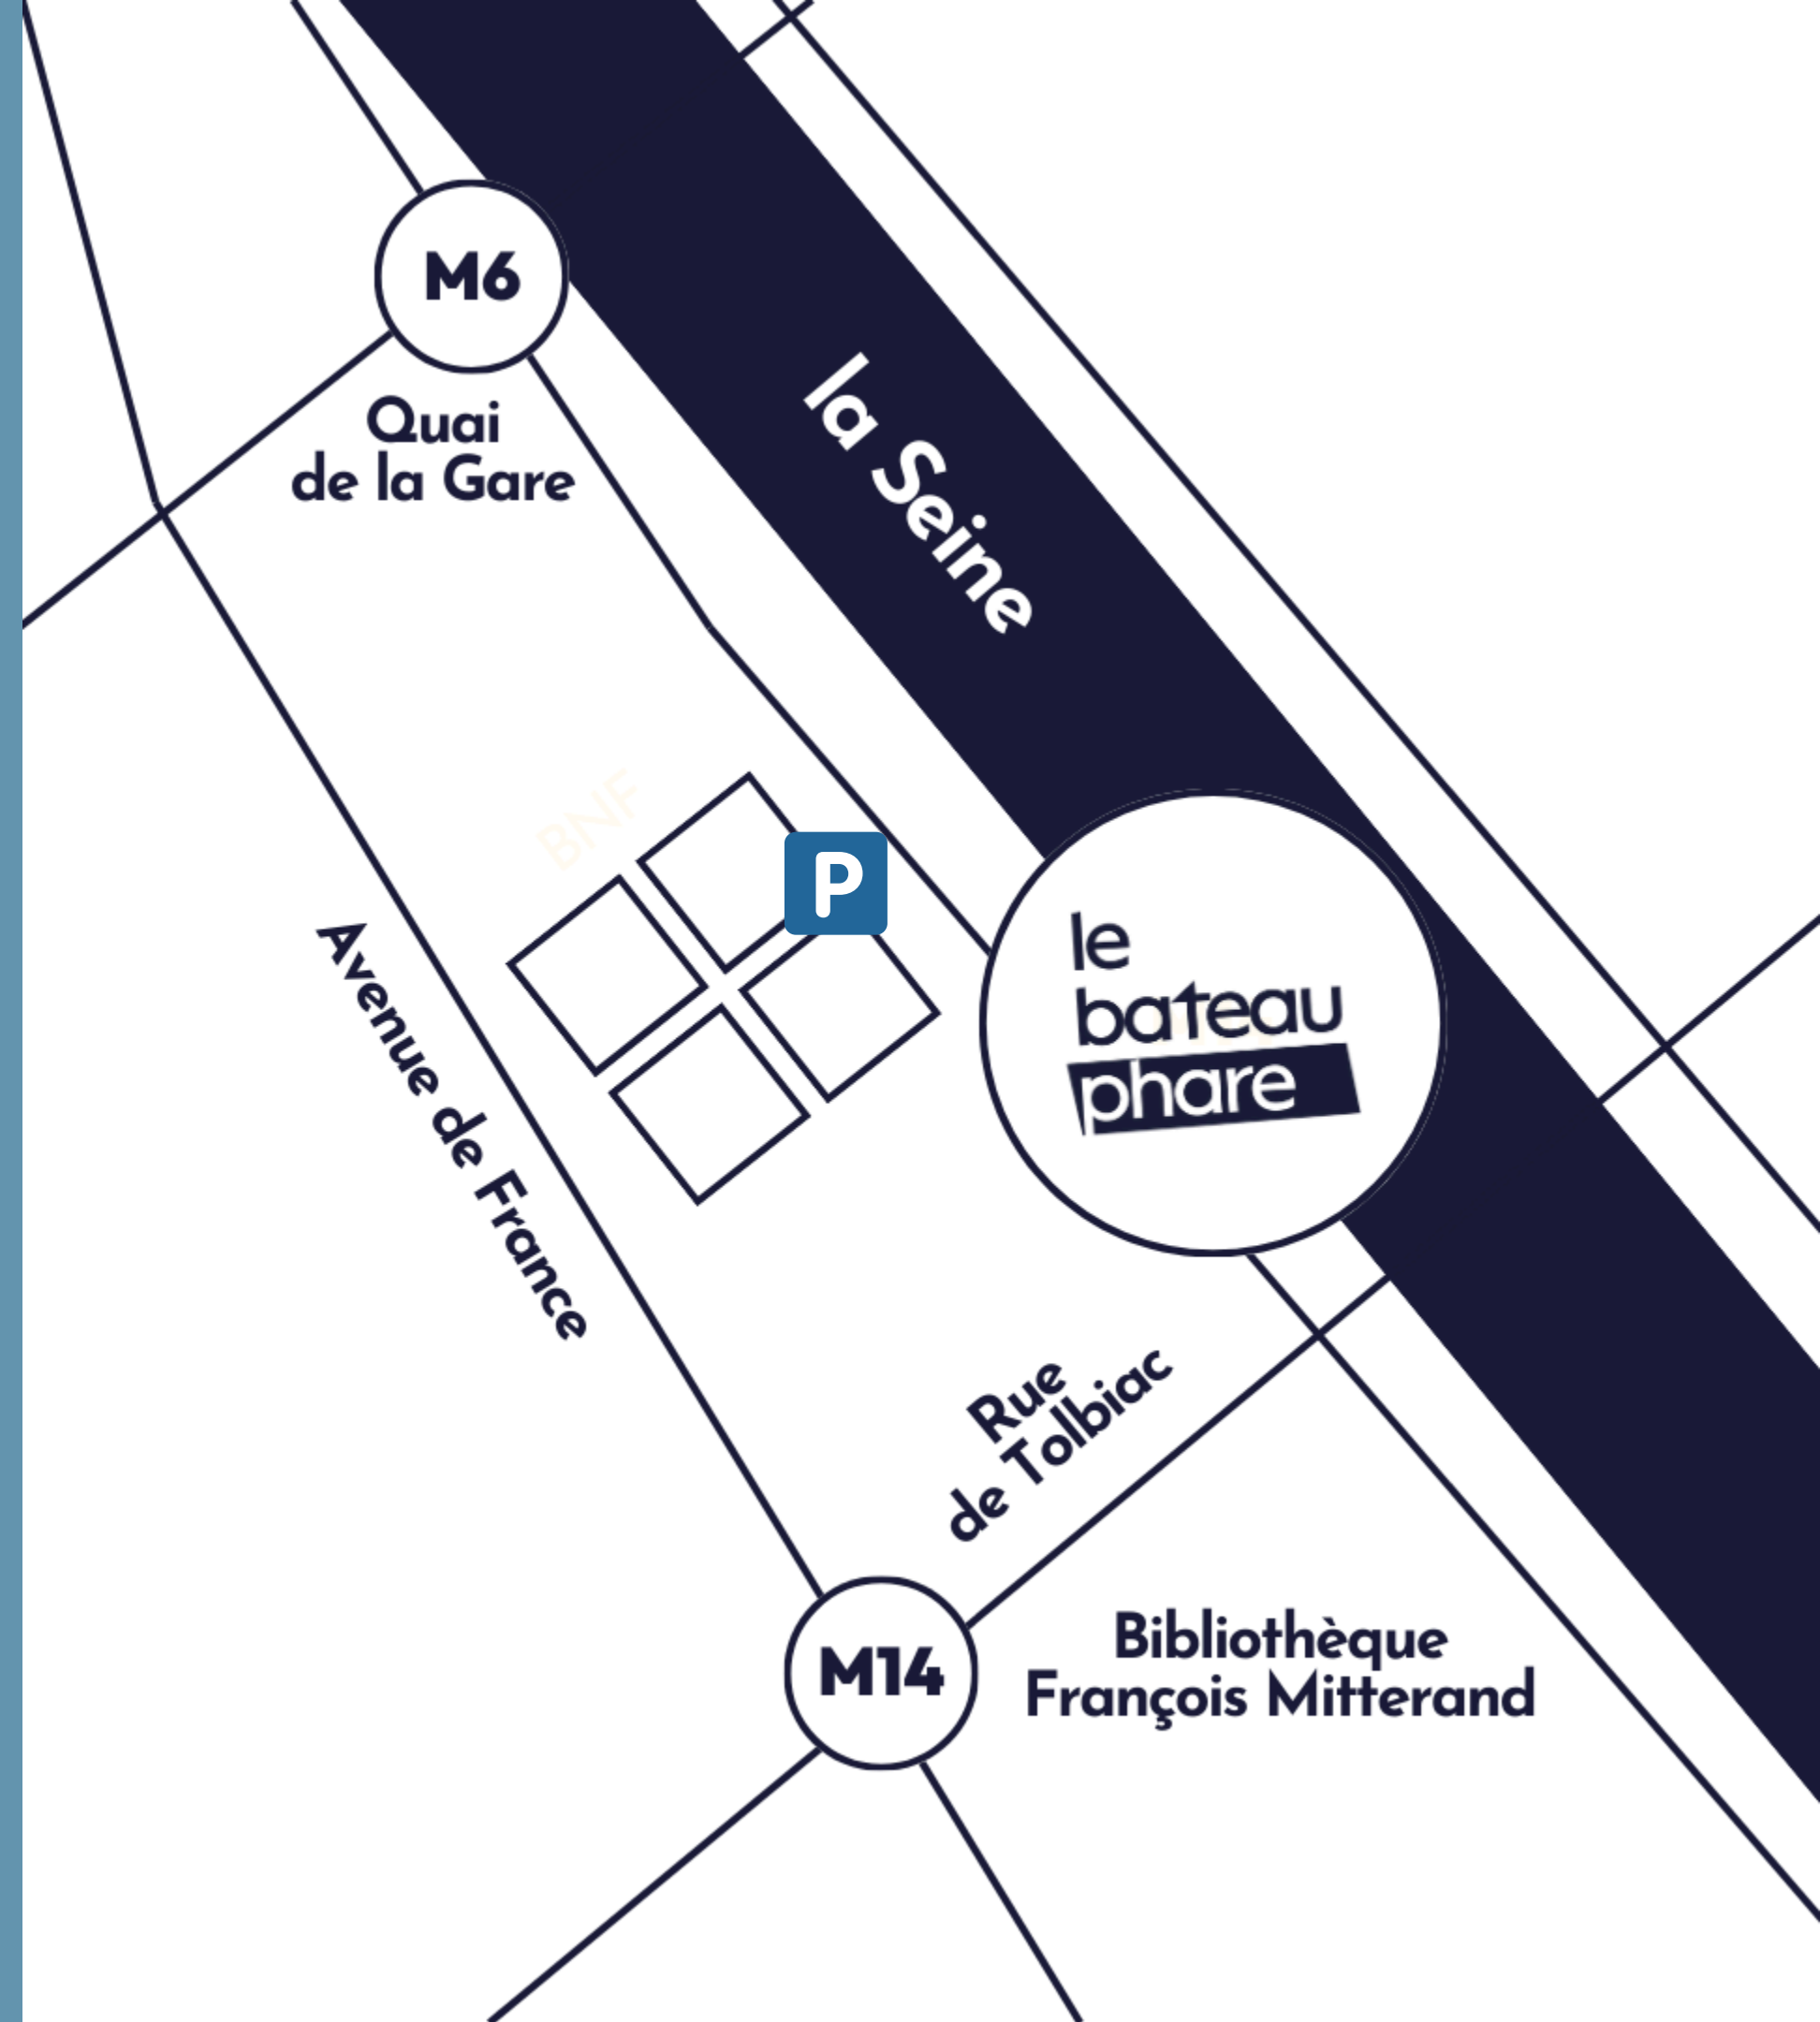 M6
Quai
de la Gare
la Seine
BNF
P
le
bateau
phare
Avenue de France
Rue
de Tolbiac
M14
Bibliothèque
François Mitterand